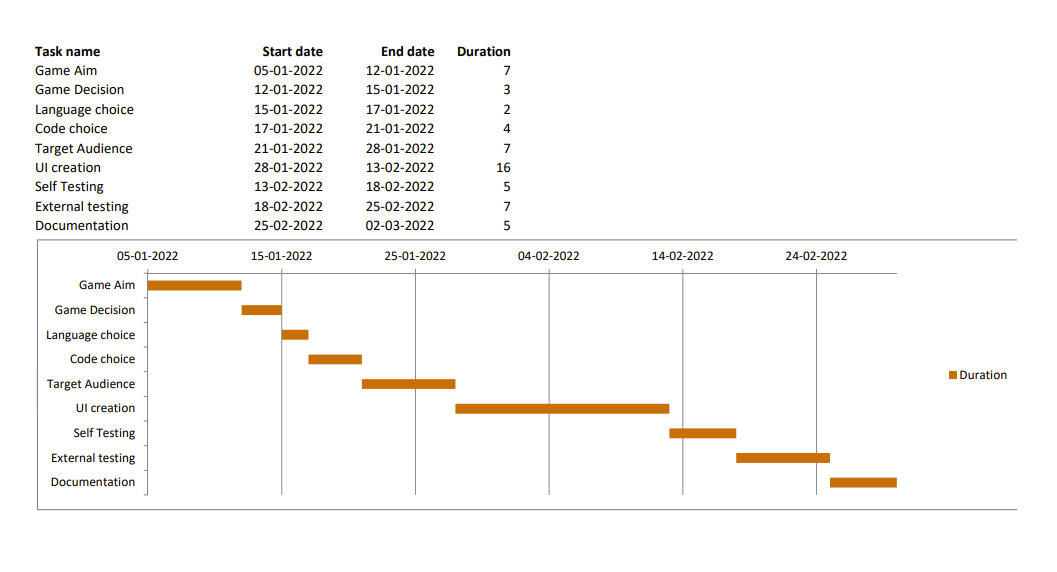 Task name Start date End date Duration
Game Aim 05-01-2022 12-01-2022 7
Game Decision 12-01-2022 15-01-2022 3
Language choice 15-01-2022 17-01-2022 2
Code choice 17-01-2022 21-01-2022 4
Target Audience 21-01-2022 28-01-2022 7
UI creation 28-01-2022 13-02-2022 16
Self Testing 13-02-2022 18-02-2022 5
External testing 18-02-2022 25-02-2022 7
Documentation 25-02-2022 02-03-2022 5
05-01-2022 15-01-2022 25-01-2022 04-02-2022 14-02-2022 24-02-2022
Game Aim
Game Decision
Language choice
Code choice
Target Audience
UI creation
Self Testing
External testing
Documentation
Duration